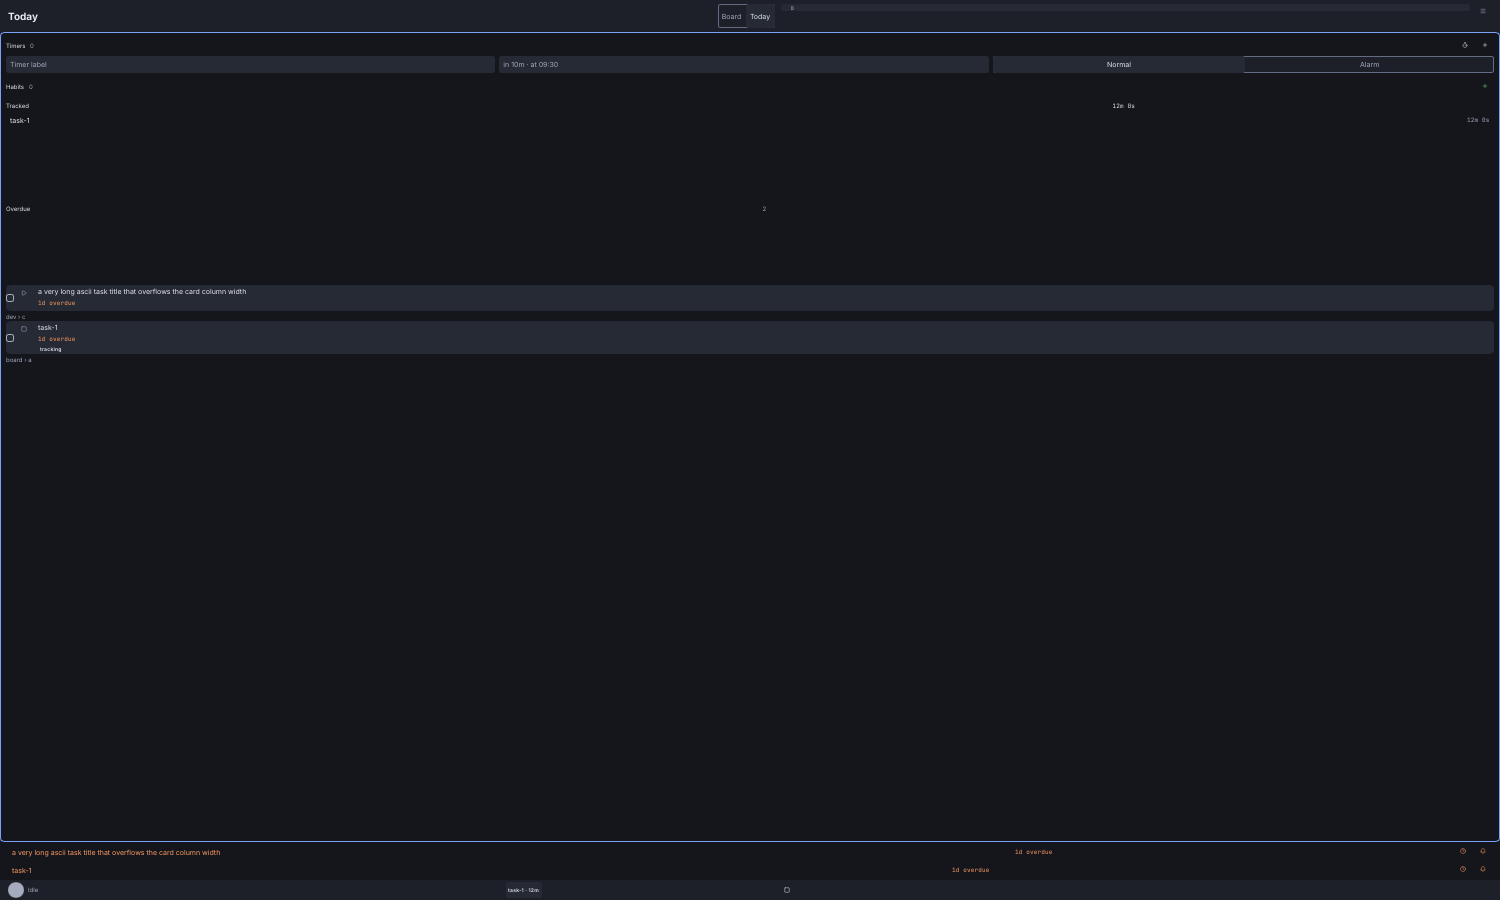 Today
Board Today
Timers 0
Timer label in 10m · at 09:30 Normal Alarm
Habits 0
Tracked 12m 0s
task-1 12m 0s
Overdue 2
a very long ascii task title that overflows the card column width
1d overdue
dev › c
task-1
1d overdue
tracking
board › a
a very long ascii task title that overflows the card column width 1d overdue
task-1 1d overdue
Idle task-1 · 12m